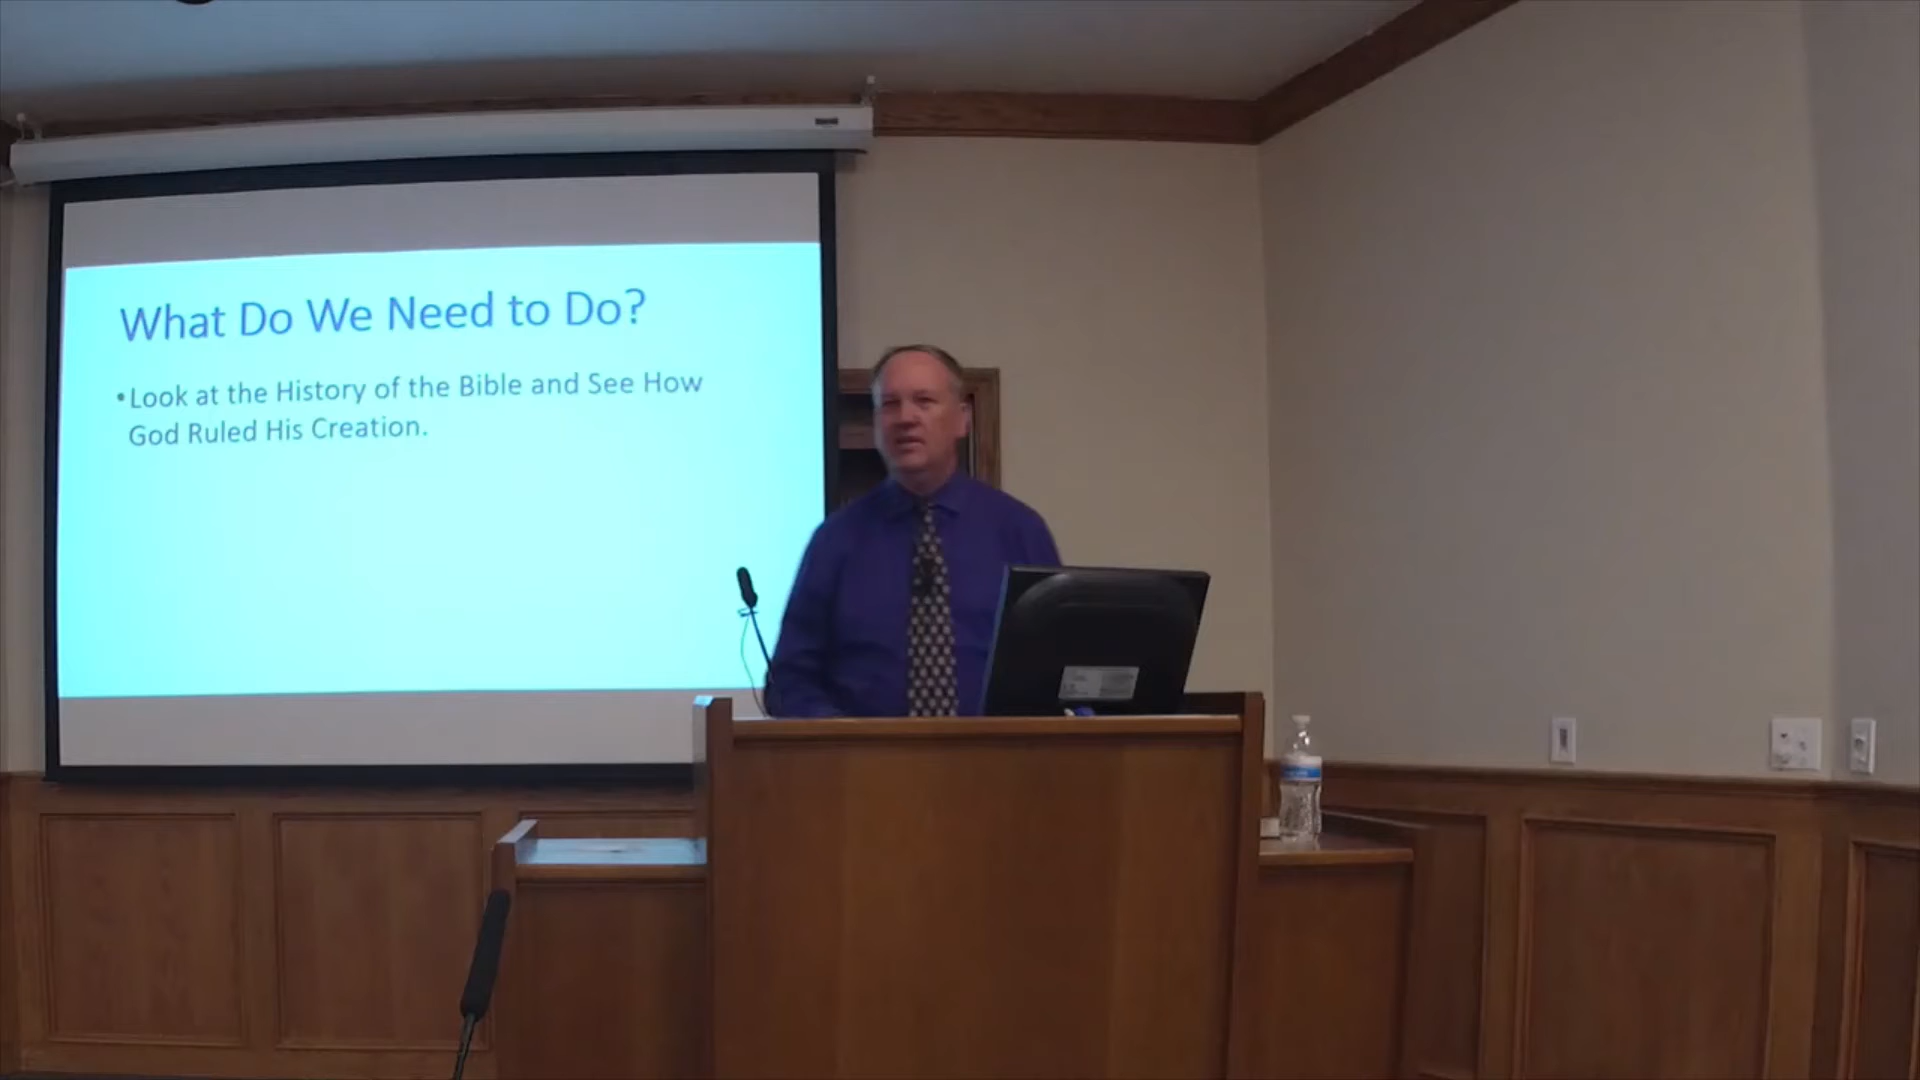 What Do We Need to Do?
•Look at the History of the Bible and See How
God Ruled His Creation.